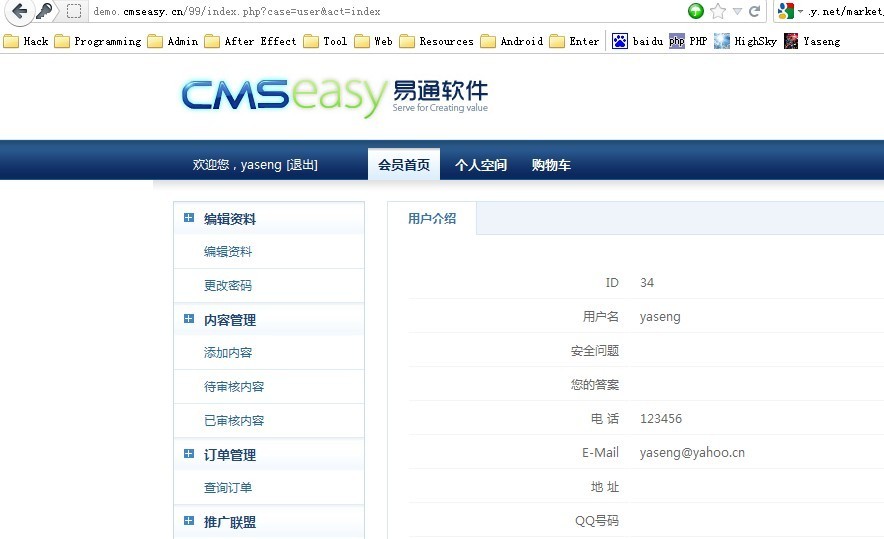 demo.cmseasy.cn/99/index.php?case=user&act=index
.y.net/market
Hack Programming Admin After Effect Tool Web Resources Android Enter baidu PHP HighSky Yaseng
CMSeasy 易通软件
Serve for Creating value
欢迎您，yaseng [退出] 会员首页 个人空间 购物车
编辑资料
编辑资料
更改密码
内容管理
添加内容
待审核内容
已审核内容
订单管理
查询订单
推广联盟
用户介绍
ID 34
用户名 yaseng
安全问题
您的答案
电 话 123456
E-Mail yaseng@yahoo.cn
地 址
QQ号码